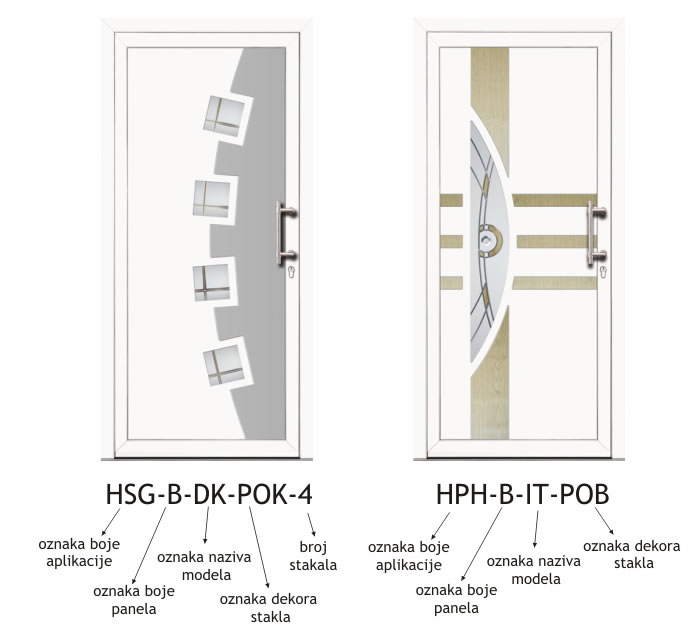 HSG-B-DK-POK-4
oznaka boje
aplikacije
oznaka boje
panela
oznaka naziva
modela
oznaka dekora
stakla
broj
stakala
HPH-B-IT-POB
oznaka boje
aplikacije
oznaka boje
panela
oznaka naziva
modela
oznaka dekora
stakla